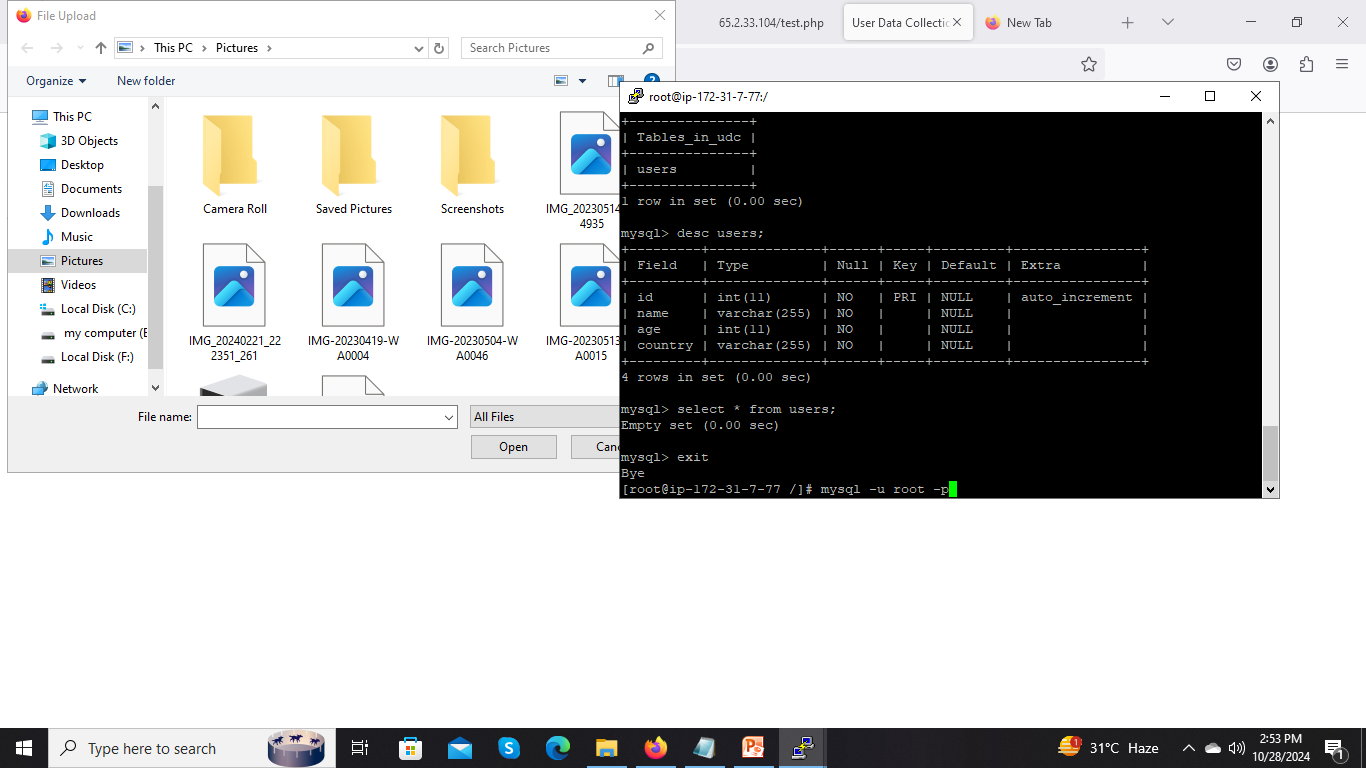 File Upload
This PC > Pictures >
Search Pictures
Organize
New folder
This PC
3D Objects
Desktop
Documents
Downloads
Music
Pictures
Videos
Local Disk (C:)
my computer (E
Local Disk (F:)
Network
Camera Roll
Saved Pictures
Screenshots
IMG_20230514
4935
IMG_20240221_22
2351_261
IMG-20230419-W
A0004
IMG-20230504-W
A0046
IMG-20230513-
A0015
File name:
All Files
Open
Canc
65.2.33.104/test.php
User Data Collectio
New Tab
root@ip-172-31-7-77:/
+---------------+
| Tables_in_udc |
+---------------+
| users         |
+---------------+
1 row in set (0.00 sec)
mysql> desc users;
+---------+--------------+------+-----+---------+----------------+
| Field   | Type         | Null | Key | Default | Extra          |
+---------+--------------+------+-----+---------+----------------+
| id      | int(11)      | NO   | PRI | NULL    | auto_increment |
| name    | varchar(255) | NO   |     | NULL    |                |
| age     | int(11)      | NO   |     | NULL    |                |
| country | varchar(255) | NO   |     | NULL    |                |
+---------+--------------+------+-----+---------+----------------+
4 rows in set (0.00 sec)
mysql> select * from users;
Empty set (0.00 sec)
mysql> exit
Bye
[root@ip-172-31-7-77 /]# mysql -u root -p
Type here to search
31°C Haze
2:53 PM
10/28/2024